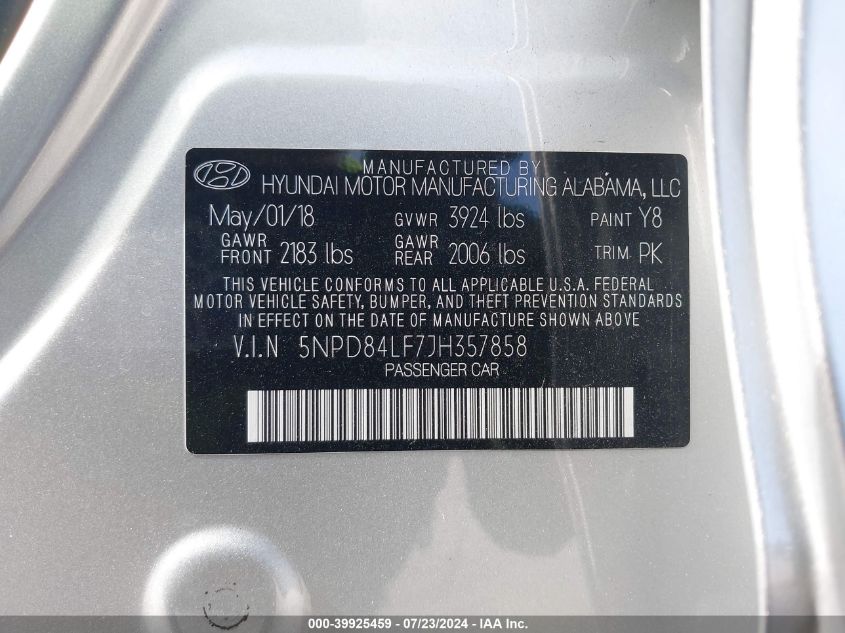 MANUFACTURED BY
HYUNDAI MOTOR MANUFACTURING ALABAMA, LLC
May/01/18 GVWR 3924 lbs PAINT Y8
GAWR FRONT 2183 lbs GAWR REAR 2006 lbs TRIM PK
THIS VEHICLE CONFORMS TO ALL APPLICABLE U.S.A. FEDERAL
MOTOR VEHICLE SAFETY, BUMPER, AND THEFT PREVENTION STANDARDS
IN EFFECT ON THE DATE OF MANUFACTURE SHOWN ABOVE
V.I.N 5NPD84LF7JH357858
PASSENGER CAR
000-39925459 - 07/23/2024 - IAA Inc.